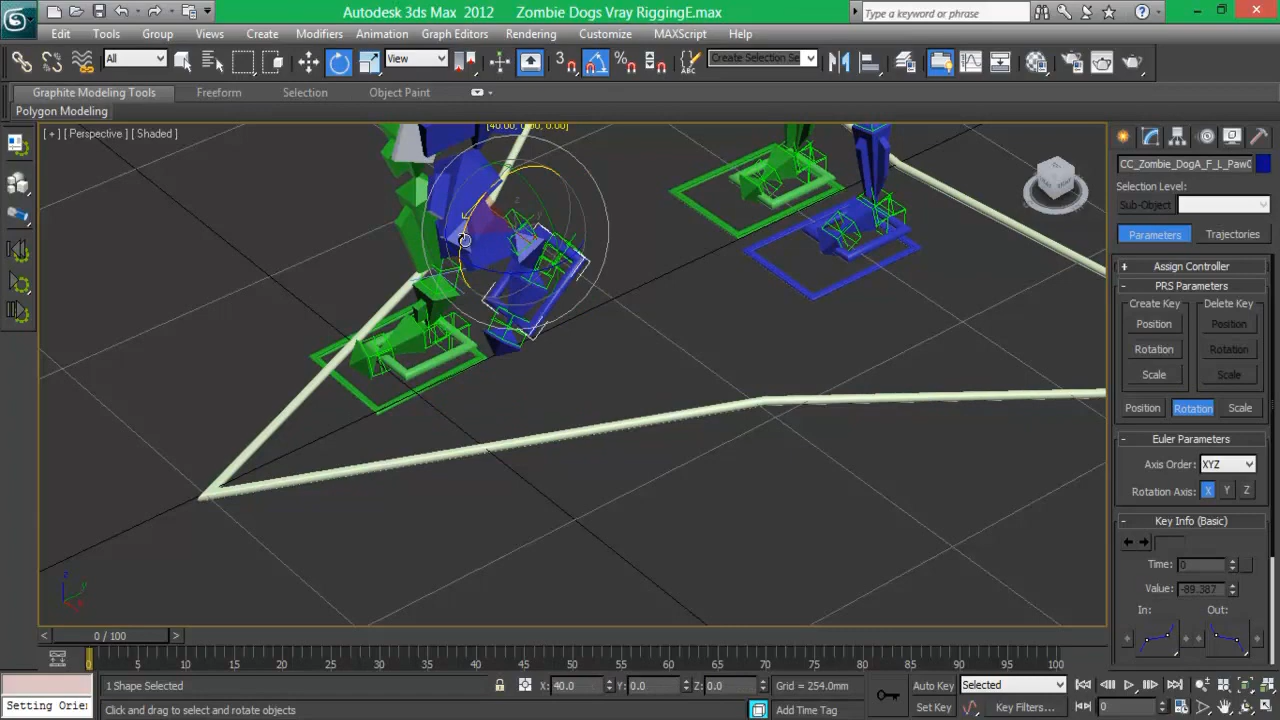 Autodesk 3ds Max 2012 Zombie Dogs Vray RiggingE.max
Type a keyword or phrase
Edit Tools Group Views Create Modifiers Animation Graph Editors Rendering Customize MAXScript Help
All View 3 Create Selection Se
Graphite Modeling Tools Freeform Selection Object Paint
Polygon Modeling
[ + ] [ Perspective ] [ Shaded ]
[40.00, 0.00, 0.00]
CC_Zombie_DogA_F_L_PawC
Selection Level:
Sub-Object
Parameters Trajectories
+ Assign Controller
- PRS Parameters
Create Key Delete Key
Position Position
Rotation Rotation
Scale Scale
Position Rotation Scale
- Euler Parameters
Axis Order: XYZ
Rotation Axis: X Y Z
- Key Info (Basic)
Time: 0
Value: -89.387
In: Out:
z y x
< 0 / 100 >
0 5 10 15 20 25 30 35 40 45 50 55 60 65 70 75 80 85 90 95 100
1 Shape Selected X: 40.0 Y: 0.0 Z: 0.0 Grid = 254.0mm Auto Key Selected
Setting Orie Click and drag to select and rotate objects Add Time Tag Set Key Key Filters... 0